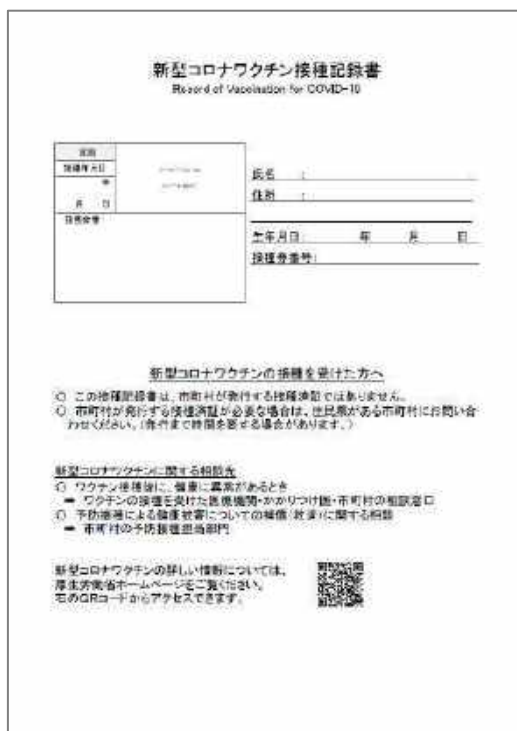 新型コロナワクチン接種記録書
Record of Vaccination for COVID-19
接種年月日
年
月 日
氏名 :
住所 :
生年月日: 年 月 日
接種券番号:
新型コロナワクチンの接種を受けた方へ
○ この接種記録書は、市町村が発行する接種済証ではありません。
○ 市町村が発行する接種済証が必要な場合は、住民票がある市町村にお問い合
わせください。(発行まで時間を要する場合があります。)
新型コロナワクチンに関する相談先
○ ワクチン接種後に、健康に異常があるとき
➡ ワクチンの接種を受けた医療機関・かかりつけ医・市町村の相談窓口
○ 予防接種による健康被害についての補償(救済)に関する相談
➡ 市町村の予防接種担当部門
新型コロナワクチンの詳しい情報については、
厚生労働省ホームページをご覧ください。
右のQRコードからアクセスできます。